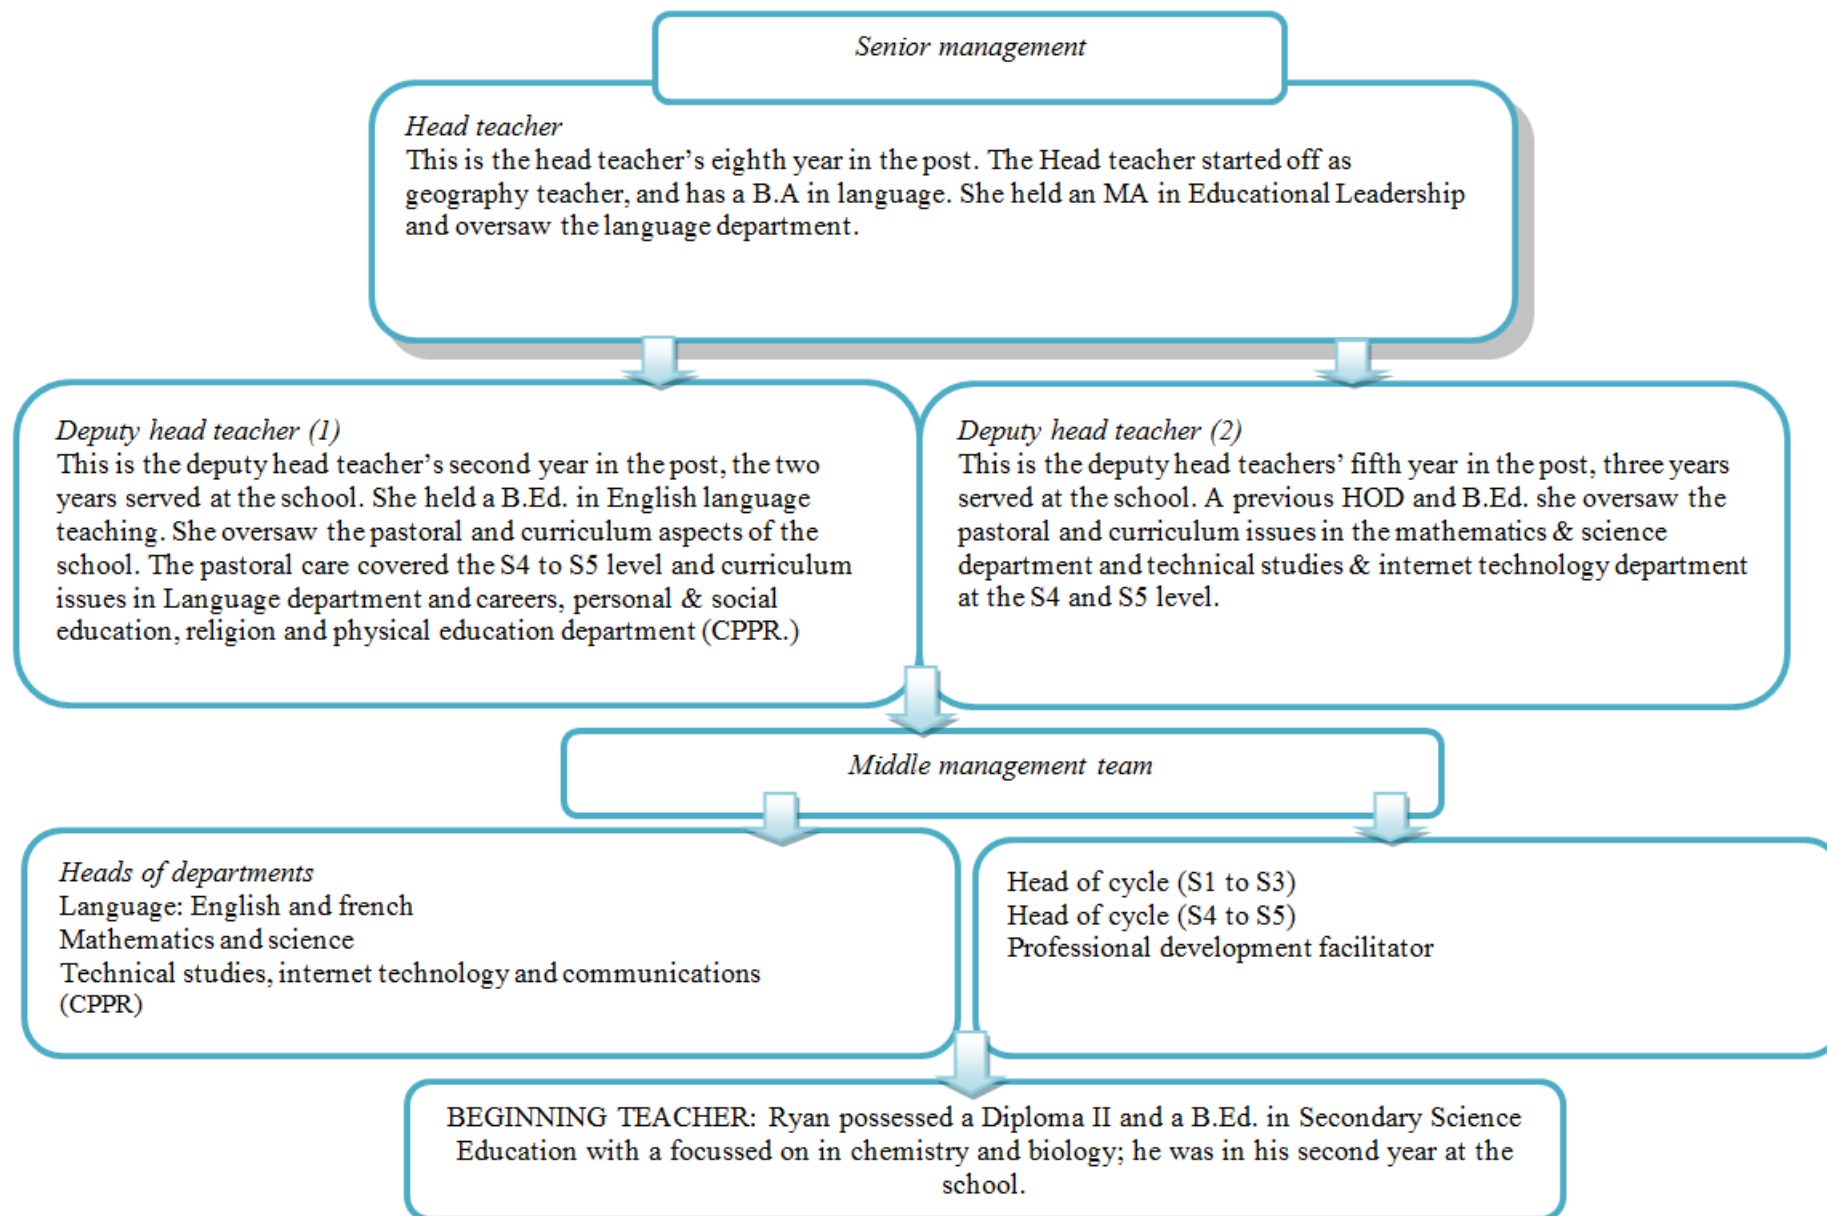 Senior management
Head teacher
This is the head teacher’s eighth year in the post. The Head teacher started off as
geography teacher, and has a B.A in language. She held an MA in Educational Leadership
and oversaw the language department.
Deputy head teacher (1)
This is the deputy head teacher’s second year in the post, the two
years served at the school. She held a B.Ed. in English language
teaching. She oversaw the pastoral and curriculum aspects of the
school. The pastoral care covered the S4 to S5 level and curriculum
issues in Language department and careers, personal & social
education, religion and physical education department (CPPR.)
Deputy head teacher (2)
This is the deputy head teachers’ fifth year in the post, three years
served at the school. A previous HOD and B.Ed. she oversaw the
pastoral and curriculum issues in the mathematics & science
department and technical studies & internet technology department
at the S4 and S5 level.
Middle management team
Heads of departments
Language: English and french
Mathematics and science
Technical studies, internet technology and communications
(CPPR)
Head of cycle (S1 to S3)
Head of cycle (S4 to S5)
Professional development facilitator
BEGINNING TEACHER: Ryan possessed a Diploma II and a B.Ed. in Secondary Science
Education with a focussed on in chemistry and biology; he was in his second year at the
school.